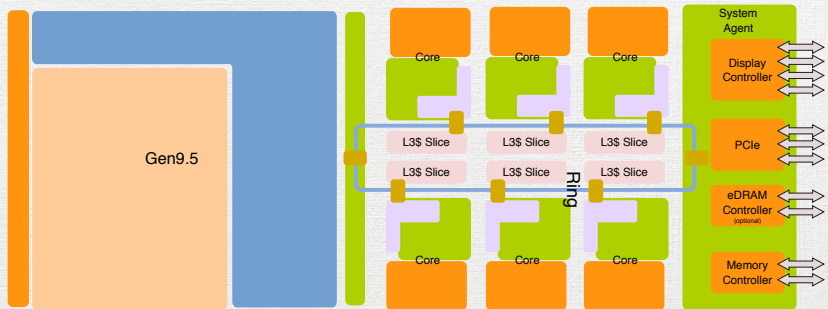 System
Agent
Core
Core
Core
Display
Controller
L3$ Slice
L3$ Slice
L3$ Slice
PCIe
Gen9.5
L3$ Slice
L3$ Slice
L3$ Slice
Ring
eDRAM
Controller
(optional)
Core
Core
Core
Memory
Controller